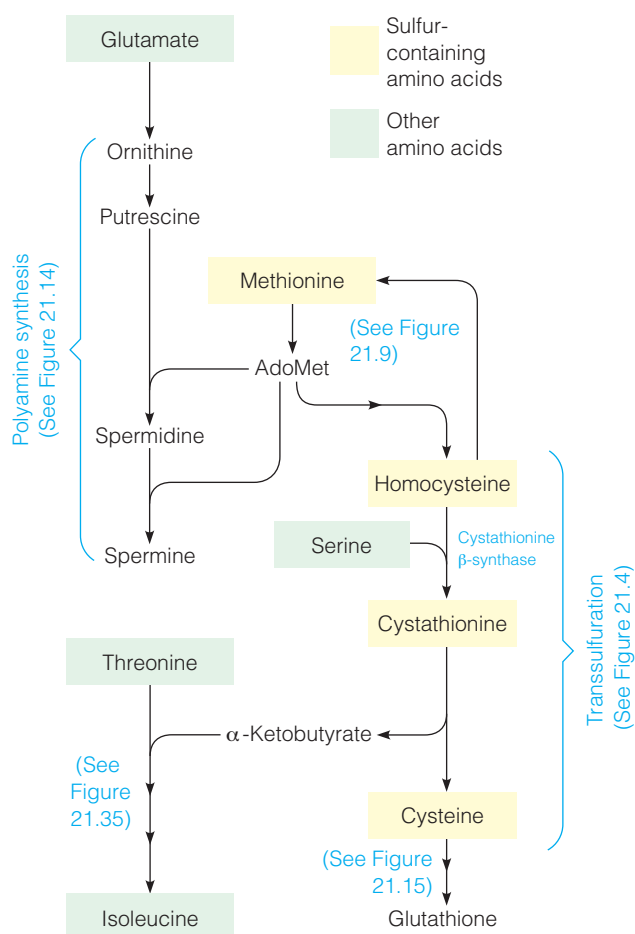 Glutamate
Sulfur-
containing
amino acids
Other
amino acids
Ornithine
Putrescine
Polyamine synthesis
(See Figure 21.14)
Methionine
(See Figure
21.9)
AdoMet
Spermidine
Homocysteine
Serine
Cystathionine
β-synthase
Spermine
Cystathionine
Transsulfuration
(See Figure 21.4)
Threonine
α-Ketobutyrate
(See
Figure
21.35)
Cysteine
(See Figure
21.15)
Isoleucine
Glutathione